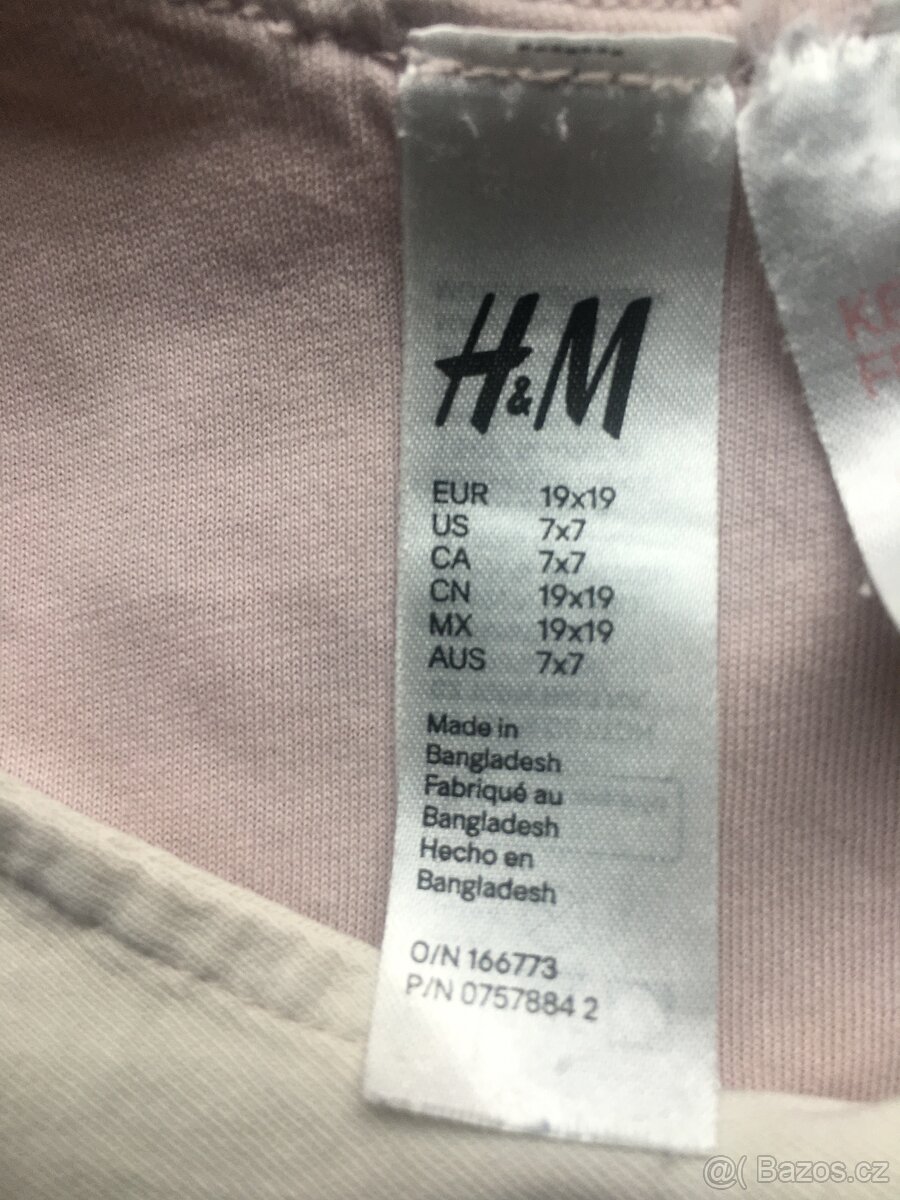 H&M
EUR 19x19
US 7x7
CA 7x7
CN 19x19
MX 19x19
AUS 7x7
Made in
Bangladesh
Fabriqué au
Bangladesh
Hecho en
Bangladesh
O/N 166773
P/N 0757884 2
@( Bazos.cz